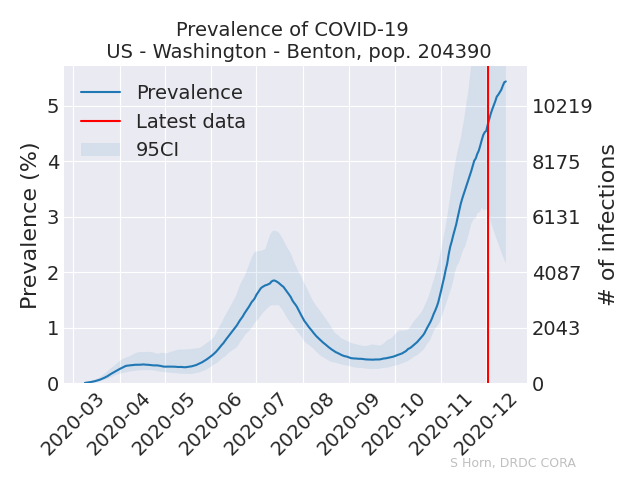 Prevalence of COVID-19
US - Washington - Benton, pop. 204390
Prevalence
Latest data
95CI
Prevalence (%)
5
4
3
2
1
0
10219
8175
6131
4087
2043
0
# of infections
2020-03
2020-04
2020-05
2020-06
2020-07
2020-08
2020-09
2020-10
2020-11
2020-12
S Horn, DRDC CORA